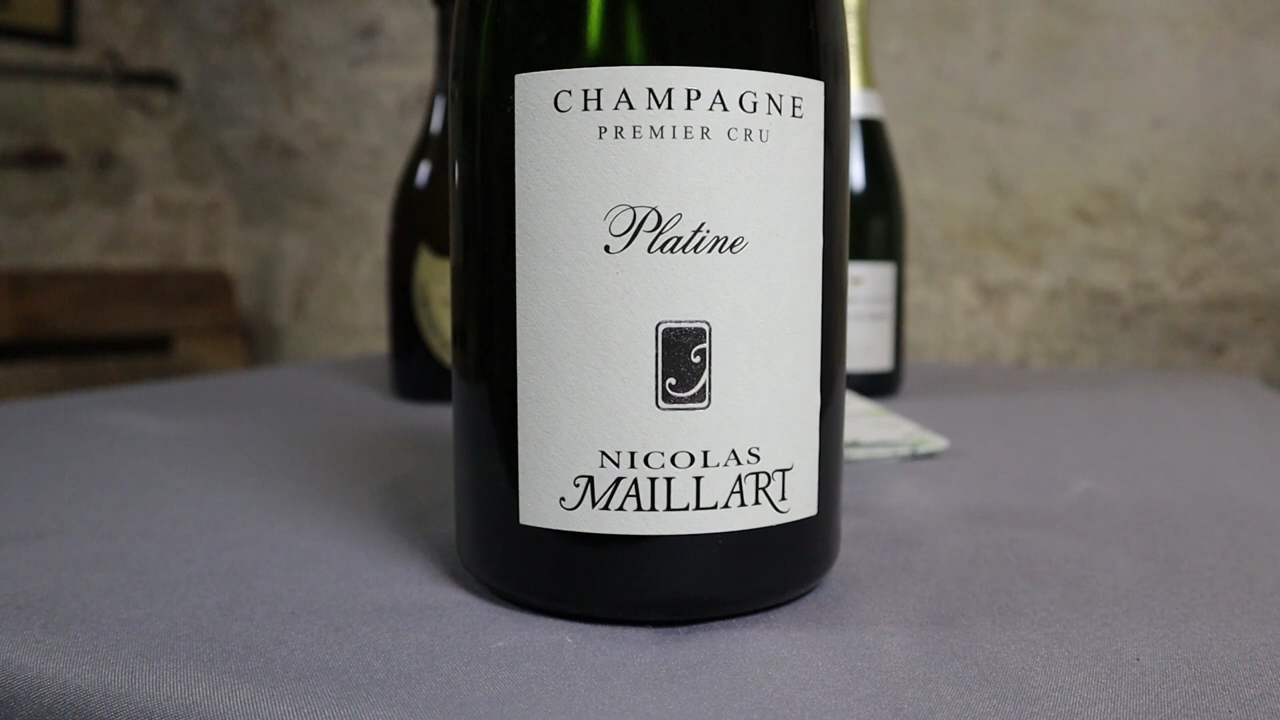 CHAMPAGNE
PREMIER CRU
Platine
NICOLAS
MAILLART